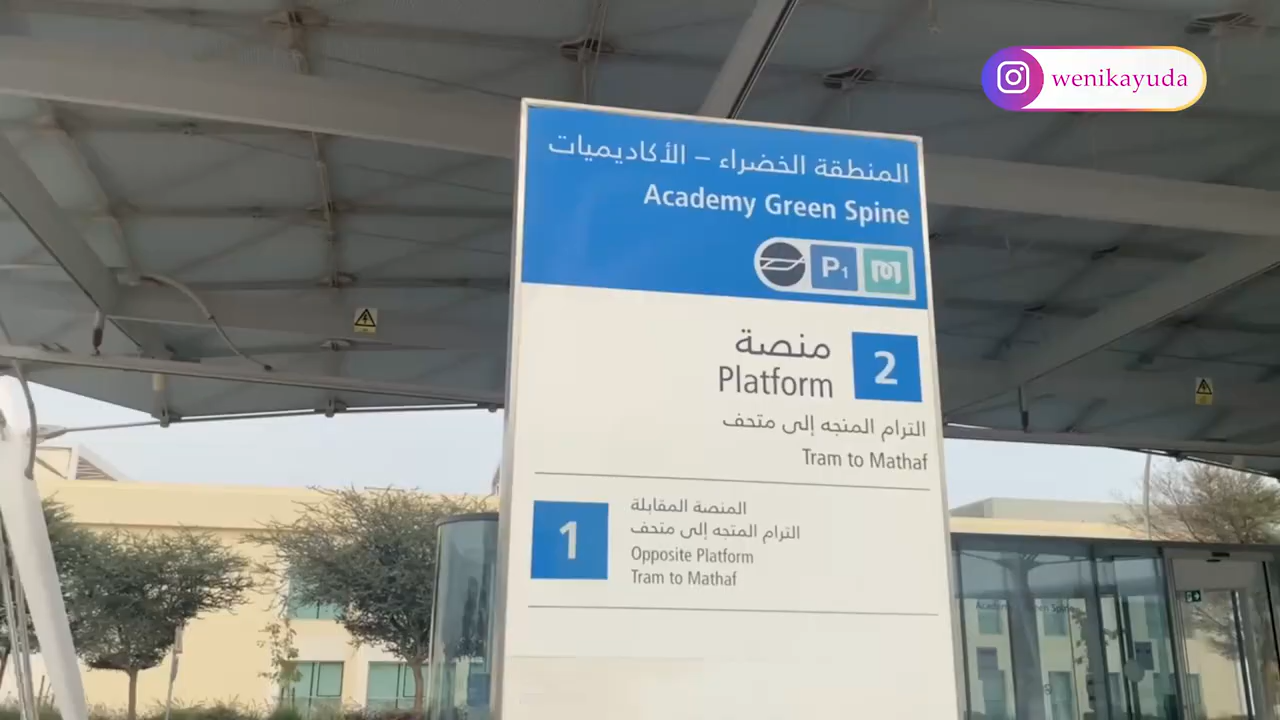 wenikayuda
المنطقة الخضراء – الأكاديميات
Academy Green Spine
P1
منصة
Platform
2
الترام المتجه إلى متحف
Tram to Mathaf
1
المنصة المقابلة
الترام المتجه إلى متحف
Opposite Platform
Tram to Mathaf